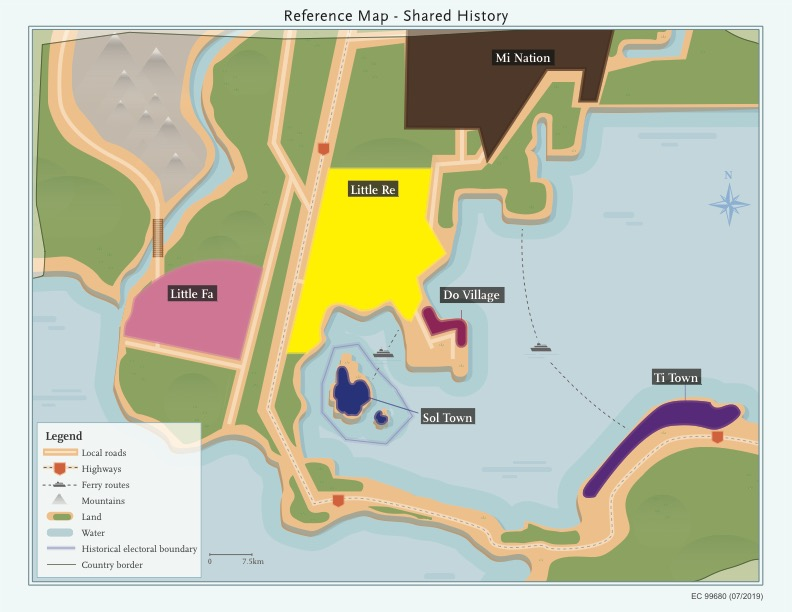 Reference Map - Shared History
Mi Nation
N
Little Re
Little Fa
Do Village
Ti Town
Sol Town
Legend
Local roads
Highways
Ferry routes
Mountains
Land
Water
Historical electoral boundary
Country border
0 7.5km
EC 99680 (07/2019)